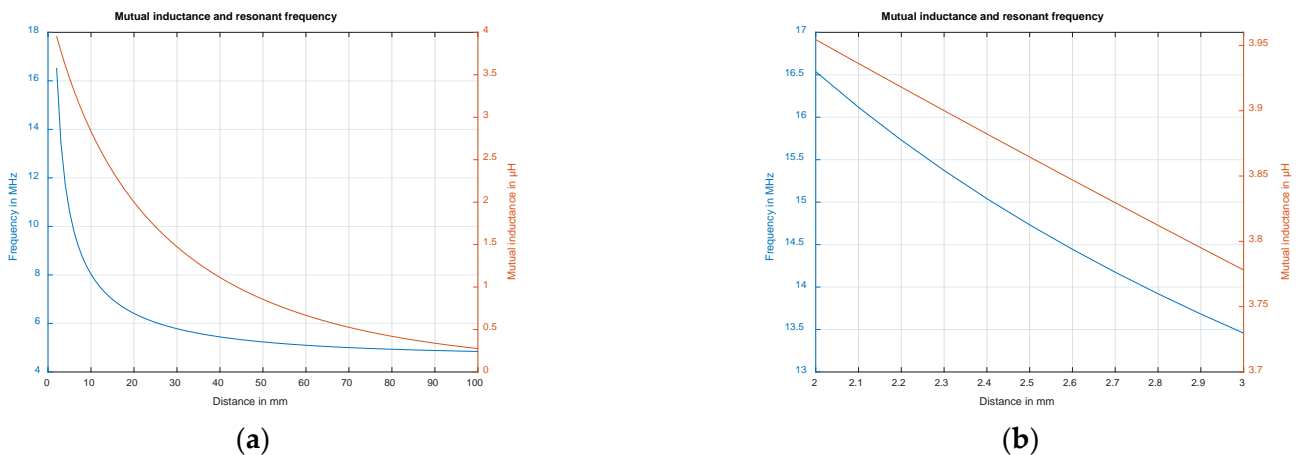 Mutual inductance and resonant frequency
18
16
14
12
10
8
6
4
Frequency in MHz
4
3.5
3
2.5
2
1.5
1
0.5
0
Mutual inductance in µH
0 10 20 30 40 50 60 70 80 90 100
Distance in mm
(a)
Mutual inductance and resonant frequency
17
16.5
16
15.5
15
14.5
14
13.5
13
Frequency in MHz
3.95
3.9
3.85
3.8
3.75
3.7
Mutual inductance in µH
2 2.1 2.2 2.3 2.4 2.5 2.6 2.7 2.8 2.9 3
Distance in mm
(b)